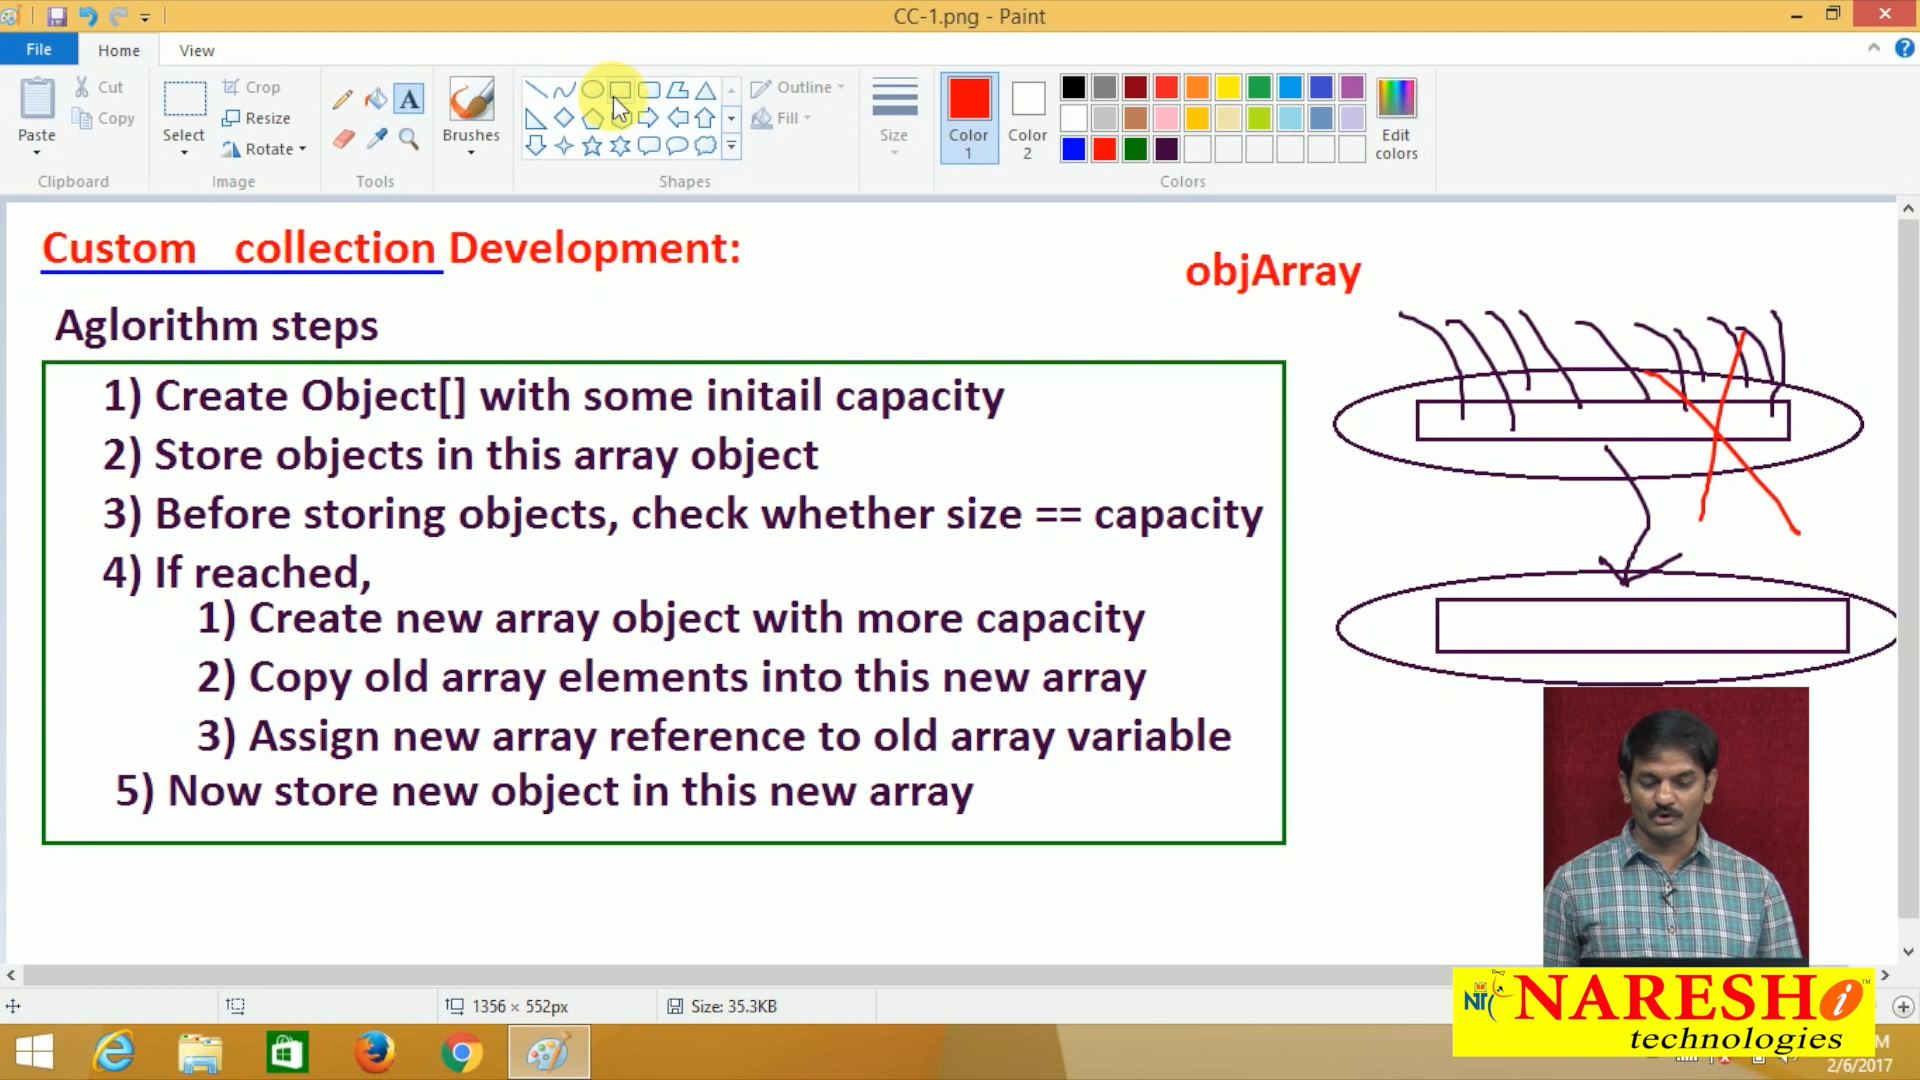 CC-1.png - Paint
File
Home
View
Paste
Cut
Copy
Clipboard
Select
Crop
Resize
Rotate
Image
A
Tools
Brushes
Shapes
Outline
Fill
Size
Color
1
Color
2
Edit
colors
Colors
Custom collection Development:
objArray
Aglorithm steps
1) Create Object[] with some initail capacity
2) Store objects in this array object
3) Before storing objects, check whether size == capacity
4) If reached,
1) Create new array object with more capacity
2) Copy old array elements into this new array
3) Assign new array reference to old array variable
5) Now store new object in this new array
1356 × 552px
Size: 35.3KB
NARESH i
technologies
2/6/2017